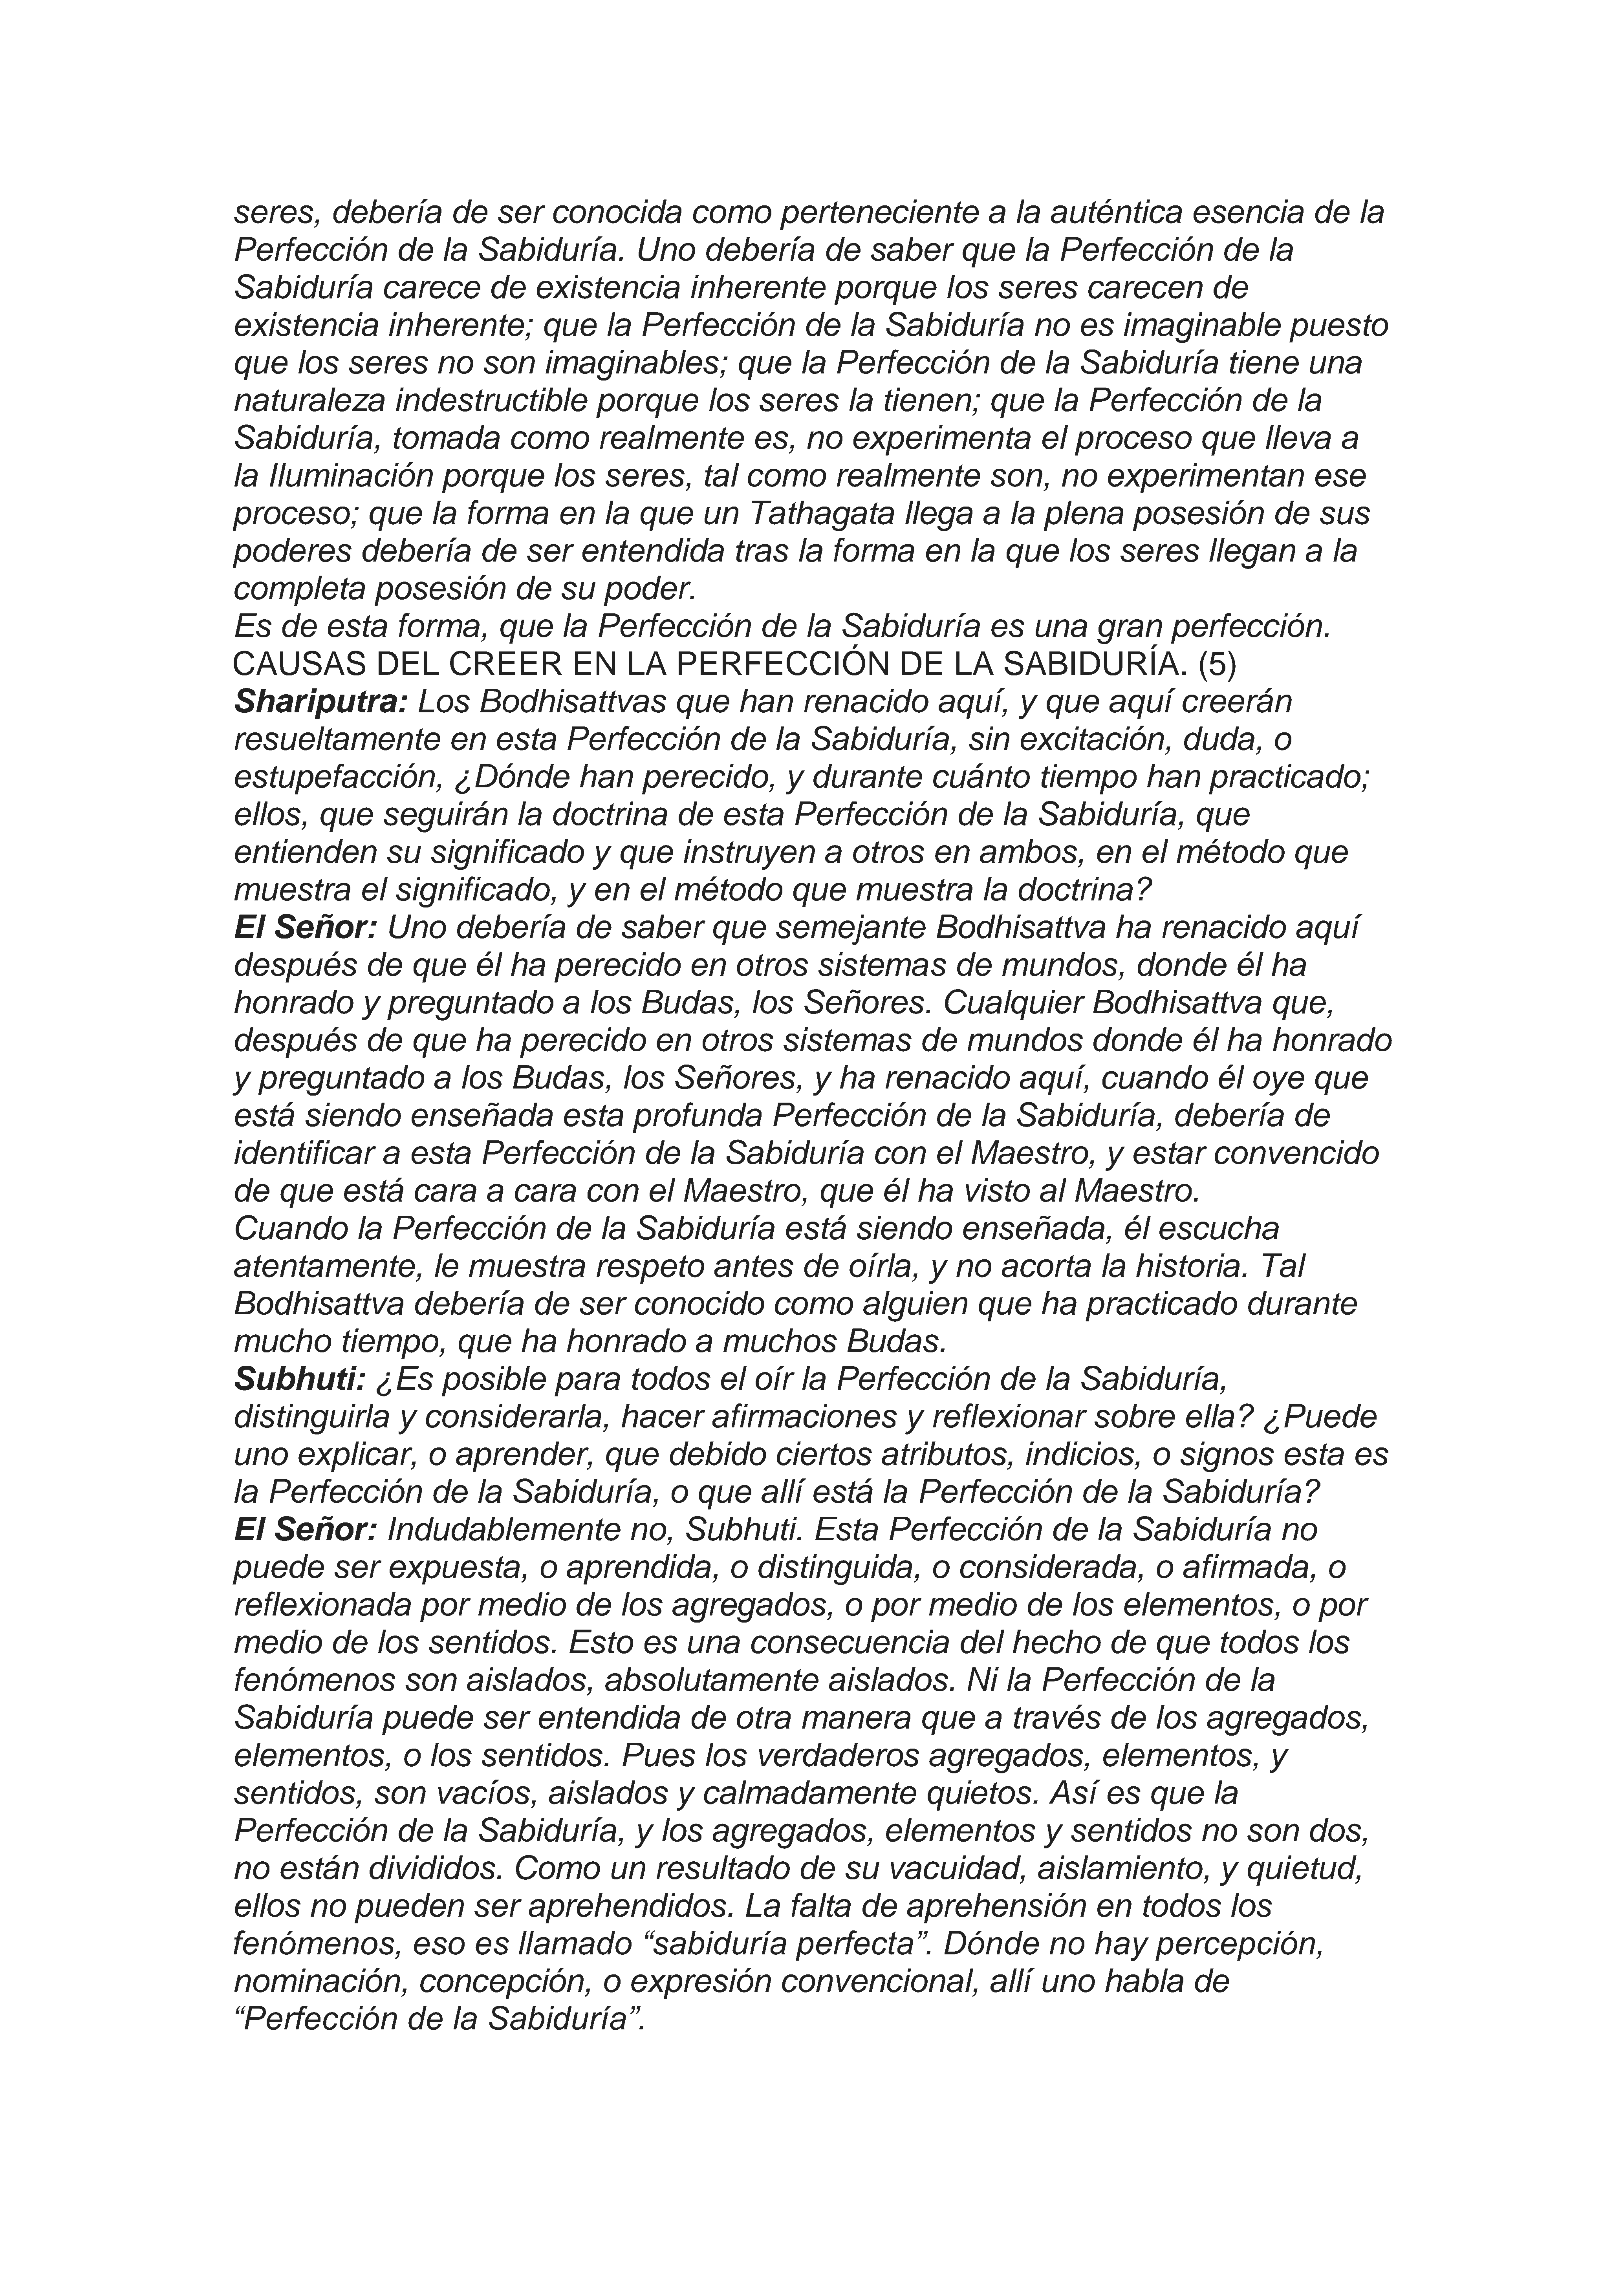 seres, debería de ser conocida como perteneciente a la auténtica esencia de la
Perfección de la Sabiduría. Uno debería de saber que la Perfección de la
Sabiduría carece de existencia inherente porque los seres carecen de
existencia inherente; que la Perfección de la Sabiduría no es imaginable puesto
que los seres no son imaginables; que la Perfección de la Sabiduría tiene una
naturaleza indestructible porque los seres la tienen; que la Perfección de la
Sabiduría, tomada como realmente es, no experimenta el proceso que lleva a
la Iluminación porque los seres, tal como realmente son, no experimentan ese
proceso; que la forma en la que un Tathagata llega a la plena posesión de sus
poderes debería de ser entendida tras la forma en la que los seres llegan a la
completa posesión de su poder.
Es de esta forma, que la Perfección de la Sabiduría es una gran perfección.
CAUSAS DEL CREER EN LA PERFECCIÓN DE LA SABIDURÍA. (5)
Shariputra: Los Bodhisattvas que han renacido aquí, y que aquí creerán
resueltamente en esta Perfección de la Sabiduría, sin excitación, duda, o
estupefacción, ¿Dónde han perecido, y durante cuánto tiempo han practicado;
ellos, que seguirán la doctrina de esta Perfección de la Sabiduría, que
entienden su significado y que instruyen a otros en ambos, en el método que
muestra el significado, y en el método que muestra la doctrina?
El Señor: Uno debería de saber que semejante Bodhisattva ha renacido aquí
después de que él ha perecido en otros sistemas de mundos, donde él ha
honrado y preguntado a los Budas, los Señores. Cualquier Bodhisattva que,
después de que ha perecido en otros sistemas de mundos donde él ha honrado
y preguntado a los Budas, los Señores, y ha renacido aquí, cuando él oye que
está siendo enseñada esta profunda Perfección de la Sabiduría, debería de
identificar a esta Perfección de la Sabiduría con el Maestro, y estar convencido
de que está cara a cara con el Maestro, que él ha visto al Maestro.
Cuando la Perfección de la Sabiduría está siendo enseñada, él escucha
atentamente, le muestra respeto antes de oírla, y no acorta la historia. Tal
Bodhisattva debería de ser conocido como alguien que ha practicado durante
mucho tiempo, que ha honrado a muchos Budas.
Subhuti: ¿Es posible para todos el oír la Perfección de la Sabiduría,
distinguirla y considerarla, hacer afirmaciones y reflexionar sobre ella? ¿Puede
uno explicar, o aprender, que debido ciertos atributos, indicios, o signos esta es
la Perfección de la Sabiduría, o que allí está la Perfección de la Sabiduría?
El Señor: Indudablemente no, Subhuti. Esta Perfección de la Sabiduría no
puede ser expuesta, o aprendida, o distinguida, o considerada, o afirmada, o
reflexionada por medio de los agregados, o por medio de los elementos, o por
medio de los sentidos. Esto es una consecuencia del hecho de que todos los
fenómenos son aislados, absolutamente aislados. Ni la Perfección de la
Sabiduría puede ser entendida de otra manera que a través de los agregados,
elementos, o los sentidos. Pues los verdaderos agregados, elementos, y
sentidos, son vacíos, aislados y calmadamente quietos. Así es que la
Perfección de la Sabiduría, y los agregados, elementos y sentidos no son dos,
no están divididos. Como un resultado de su vacuidad, aislamiento, y quietud,
ellos no pueden ser aprehendidos. La falta de aprehensión en todos los
fenómenos, eso es llamado “sabiduría perfecta”. Dónde no hay percepción,
nominación, concepción, o expresión convencional, allí uno habla de
“Perfección de la Sabiduría”.